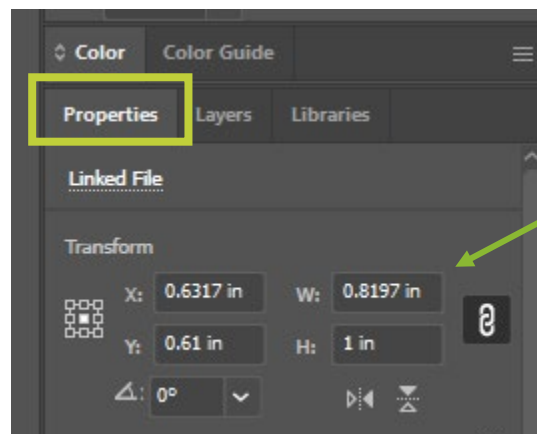 Color Color Guide
Properties Layers Libraries
Linked File
Transform
X: 0.6317 in W: 0.8197 in
Y: 0.61 in H: 1 in
: 0°